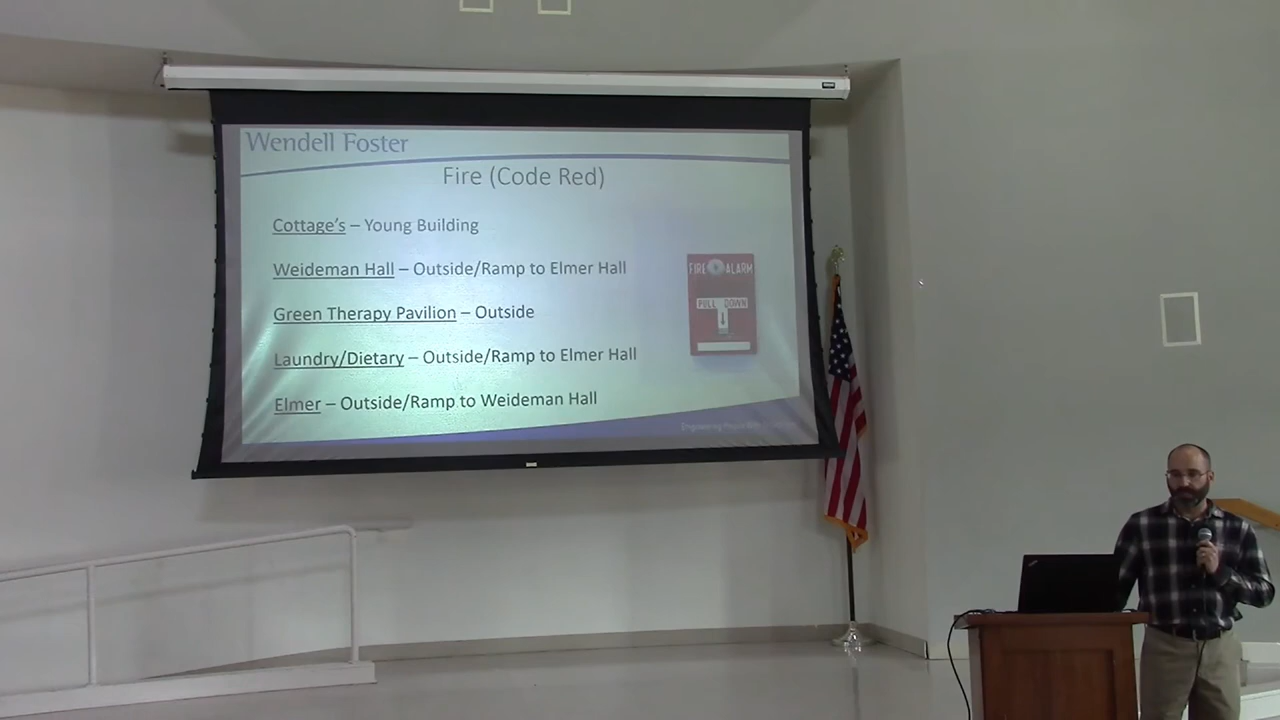 Wendell Foster
Fire (Code Red)
Cottage's – Young Building
Weideman Hall – Outside/Ramp to Elmer Hall
FIRE ALARM
PULL DOWN
Green Therapy Pavilion – Outside
Laundry/Dietary – Outside/Ramp to Elmer Hall
Elmer – Outside/Ramp to Weideman Hall